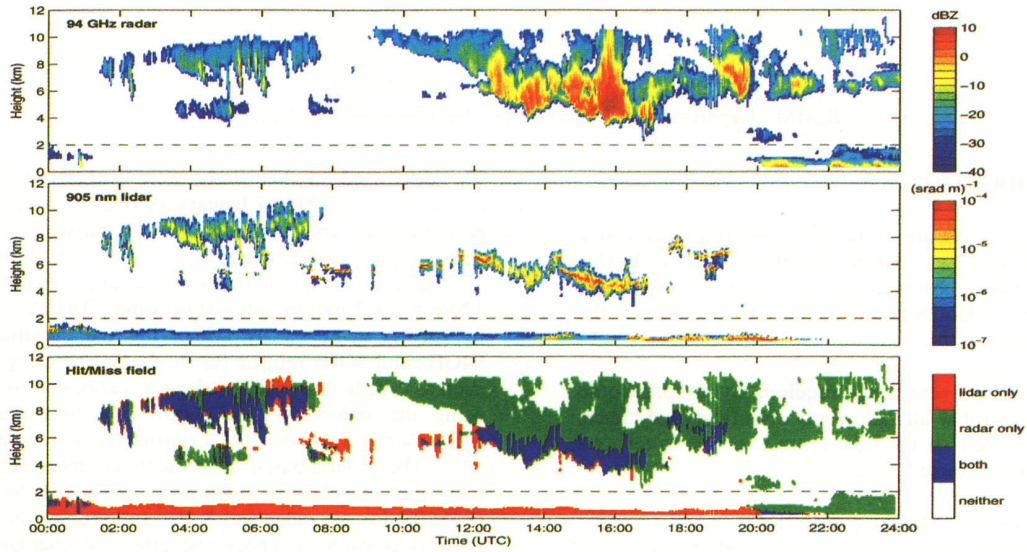 94 GHz radar
dBZ
Height (km)
12
10
8
6
4
2
0
10
0
−10
−20
−30
−40
905 nm lidar
(srad m)⁻¹
Height (km)
12
10
8
6
4
2
0
10⁻⁴
10⁻⁵
10⁻⁶
10⁻⁷
Hit/Miss field
Height (km)
12
10
8
6
4
2
0
lidar only
radar only
both
neither
00:00 02:00 04:00 06:00 08:00 10:00 12:00 14:00 16:00 18:00 20:00 22:00 24:00
Time (UTC)